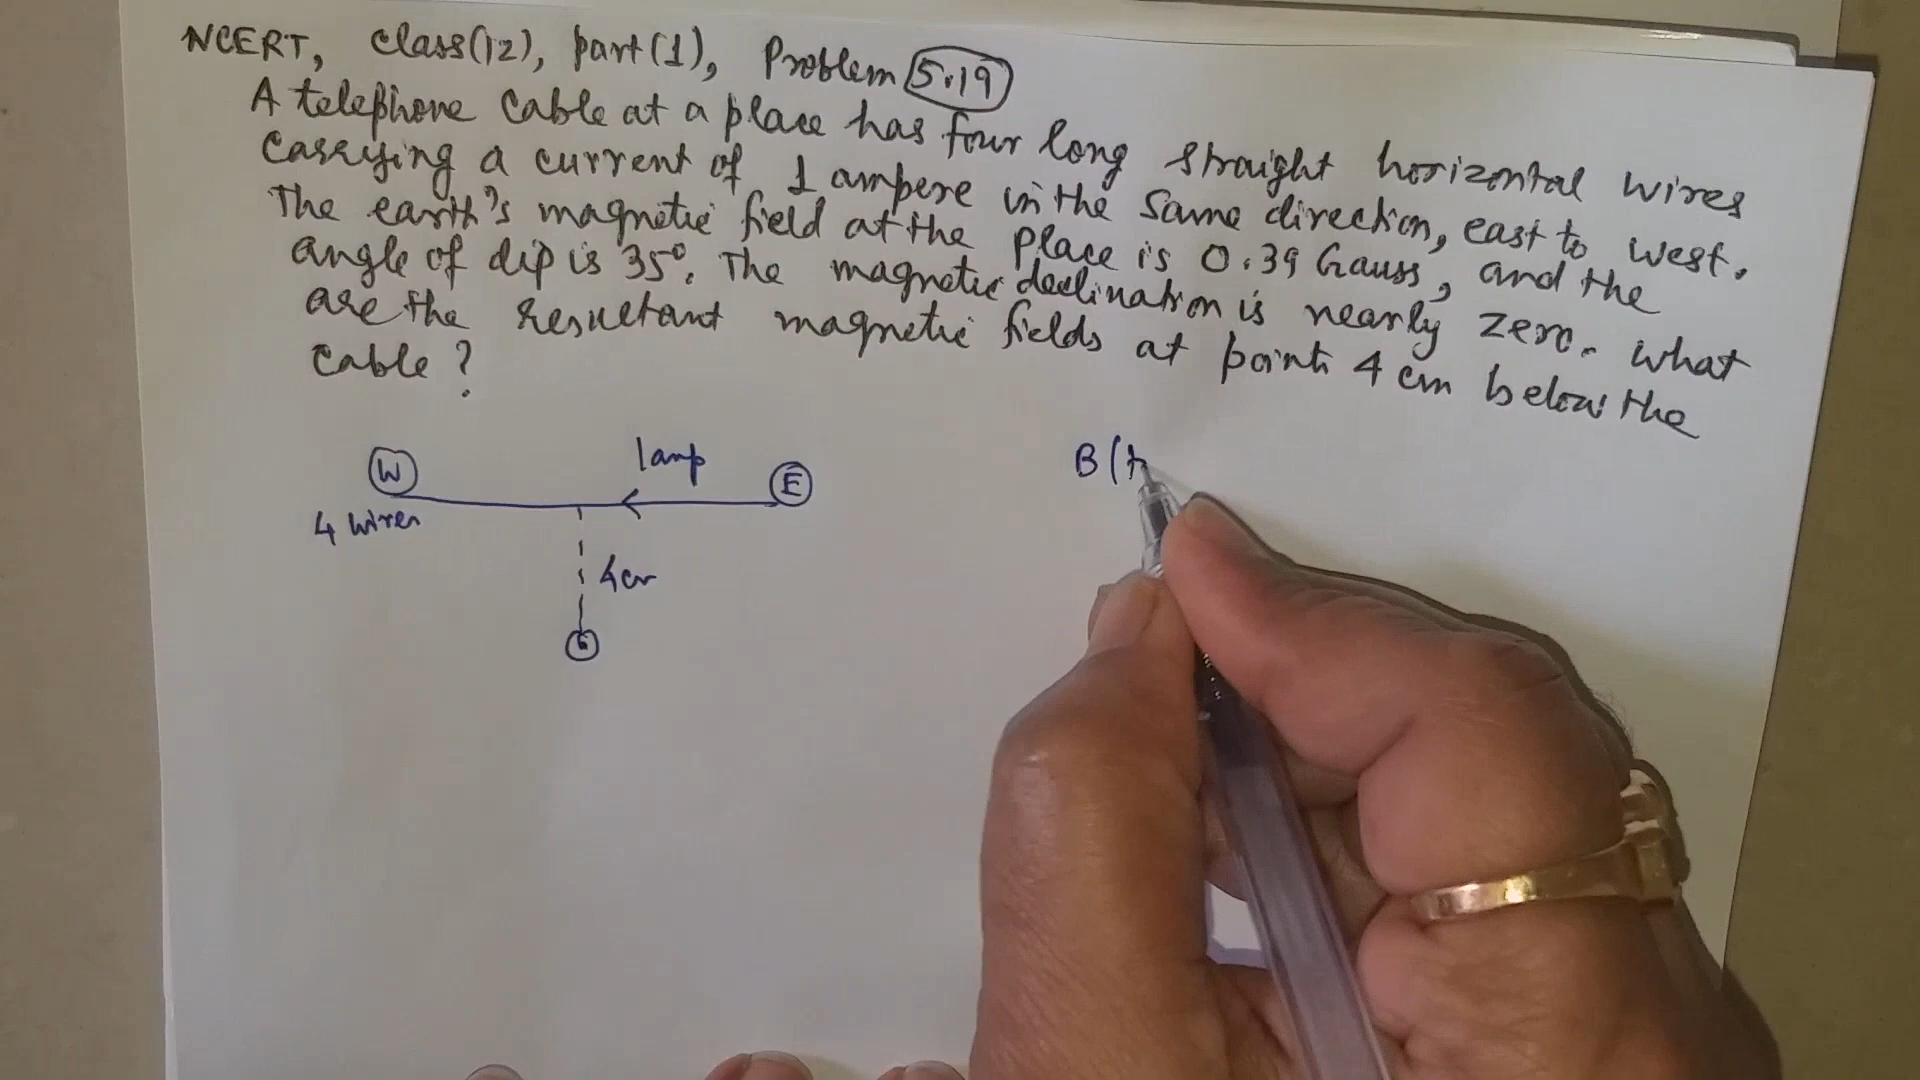 NCERT, Class(12), part(1), Problem 5.19
A telephone cable at a place has four long straight horizontal wires
Carrying a current of 1 ampere in the same direction, east to west.
The earth's magnetic field at the place is 0.39 Gauss, and the
angle of dip is 35°. The magnetic declination is nearly zero. What
are the resultant magnetic fields at points 4 cm below the
cable?
W 1amp E
4 wires
4cm
B (